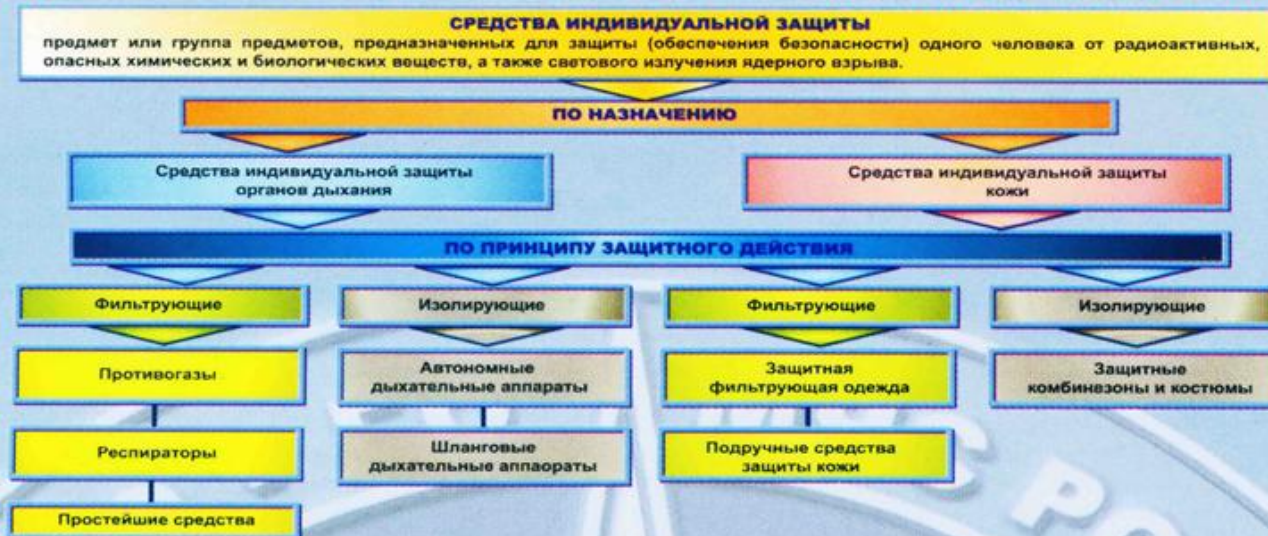 СРЕДСТВА ИНДИВИДУАЛЬНОЙ ЗАЩИТЫ
предмет или группа предметов, предназначенных для защиты (обеспечения безопасности) одного человека от радиоактивных,
опасных химических и биологических веществ, а также светового излучения ядерного взрыва.
ПО НАЗНАЧЕНИЮ
Средства индивидуальной защиты
органов дыхания
Средства индивидуальной защиты
кожи
ПО ПРИНЦИПУ ЗАЩИТНОГО ДЕЙСТВИЯ
Фильтрующие
Изолирующие
Фильтрующие
Изолирующие
Противогазы
Автономные
дыхательные аппараты
Защитная
фильтрующая одежда
Защитные
комбинвзоны и костюмы
Респираторы
Шланговые
дыхательные аппаораты
Подручные средства
защиты кожи
Простейшие средства